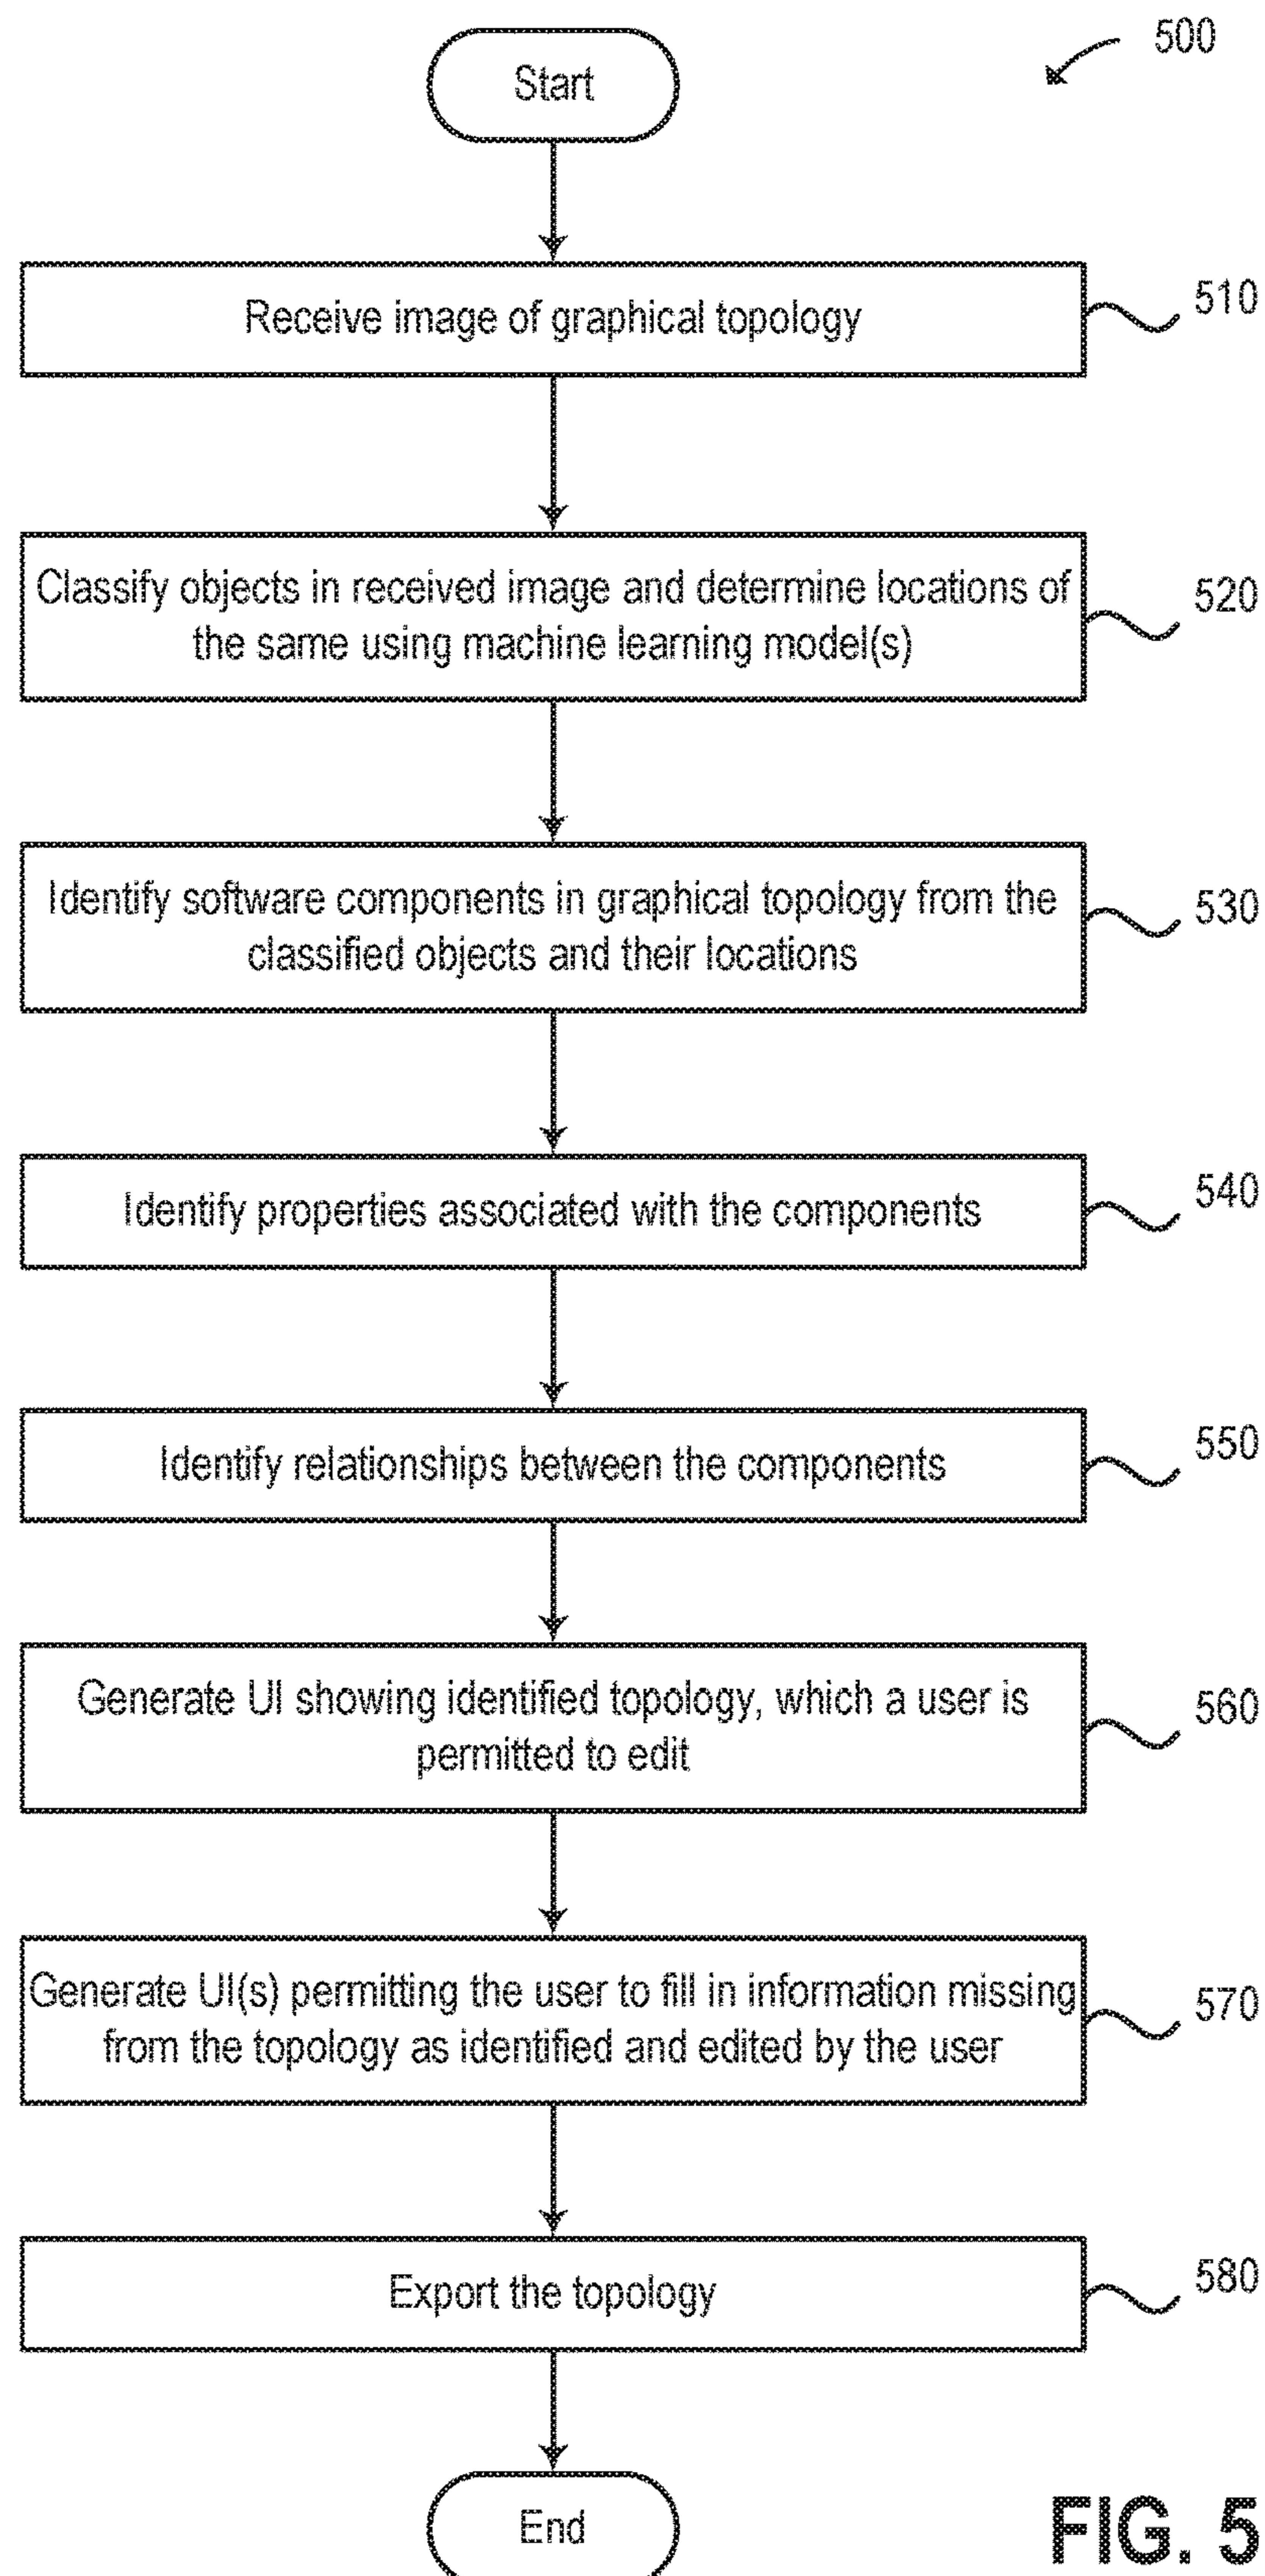 500
Start
Receive image of graphical topology
510
Classify objects in received image and determine locations of
the same using machine learning model(s)
520
Identify software components in graphical topology from the
classified objects and their locations
530
Identify properties associated with the components
540
Identify relationships between the components
550
Generate UI showing identified topology, which a user is
permitted to edit
560
Generate UI(s) permitting the user to fill in information missing
from the topology as identified and edited by the user
570
Export the topology
580
End
FIG. 5